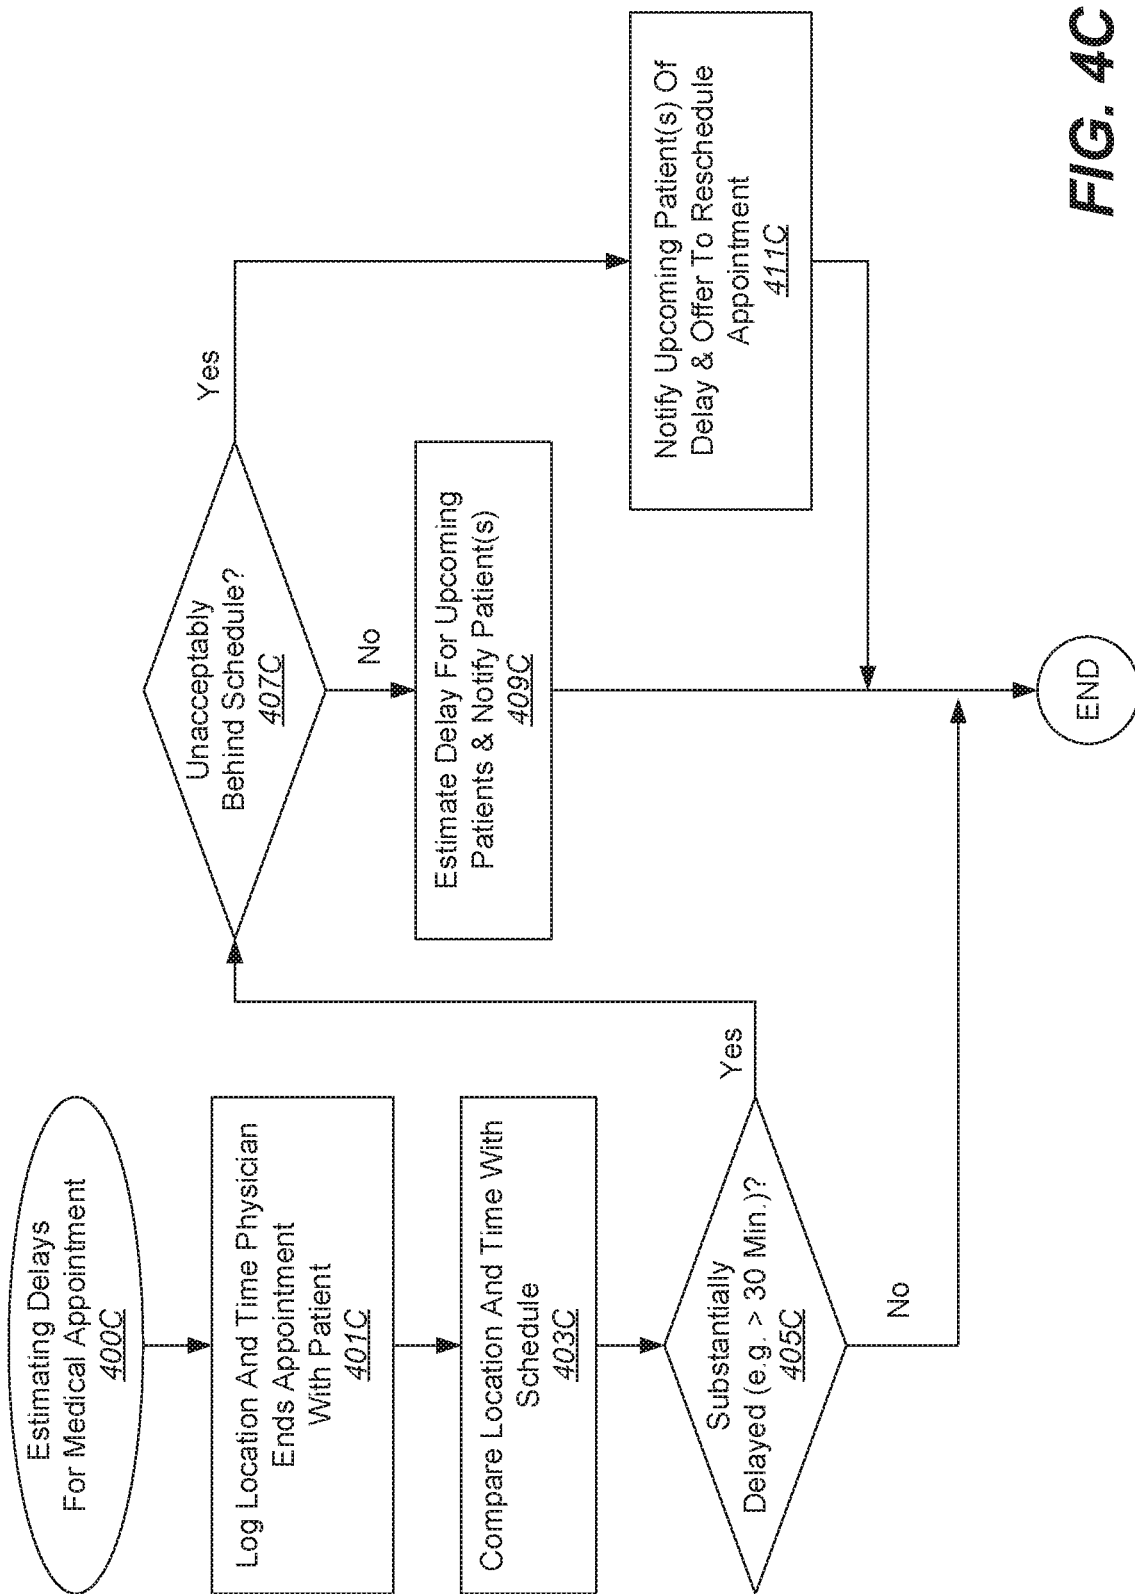 Estimating Delays
For Medical Appointment
400C
Log Location And Time Physician
Ends Appointment
With Patient
401C
Compare Location And Time With
Schedule
403C
Substantially
Delayed (e.g. > 30 Min.)?
405C
Yes
No
Unacceptably
Behind Schedule?
407C
Yes
No
Estimate Delay For Upcoming
Patients & Notify Patient(s)
409C
Notify Upcoming Patient(s) Of
Delay & Offer To Reschedule
Appointment
411C
END
FIG. 4C